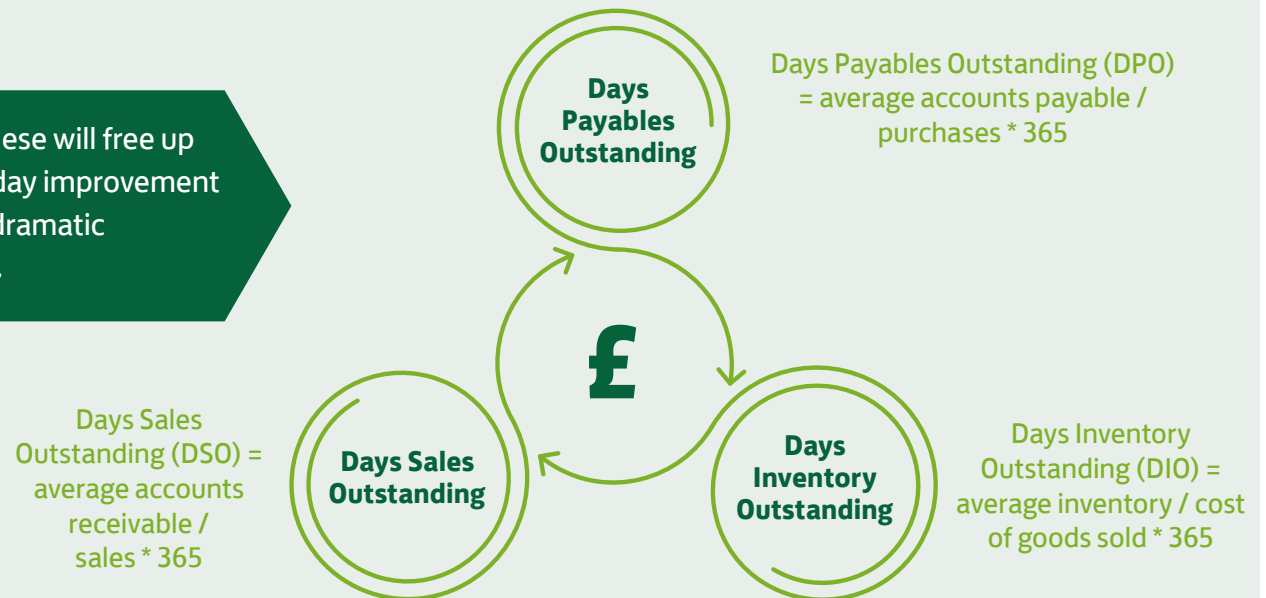 Days
Payables
Outstanding
Days Payables Outstanding (DPO)
= average accounts payable /
purchases * 365
ese will free up
day improvement
dramatic
.
£
Days Sales
Outstanding (DSO) =
average accounts
receivable /
sales * 365
Days Sales
Outstanding
Days
Inventory
Outstanding
Days Inventory
Outstanding (DIO) =
average inventory / cost
of goods sold * 365